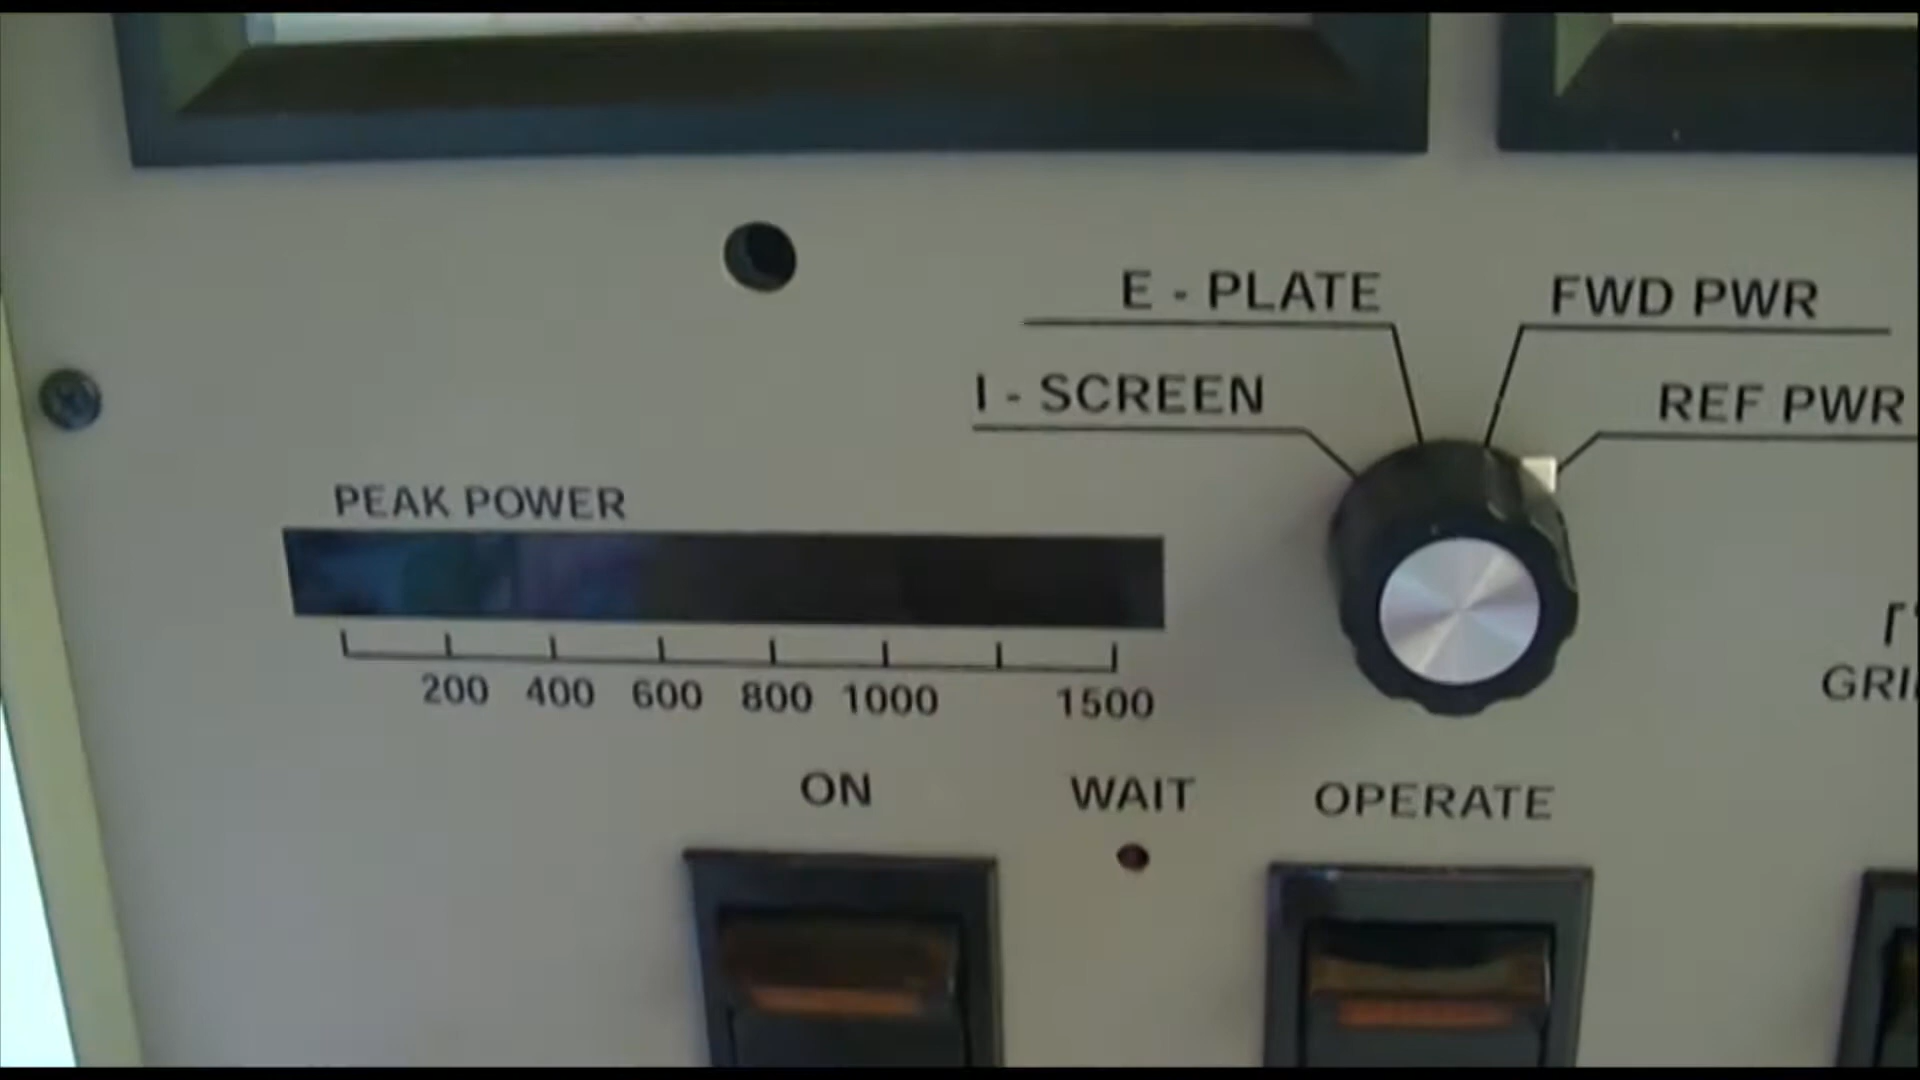 E - PLATE
FWD PWR
I - SCREEN
REF PWR
PEAK POWER
200 400 600 800 1000 1500
ON
WAIT
OPERATE